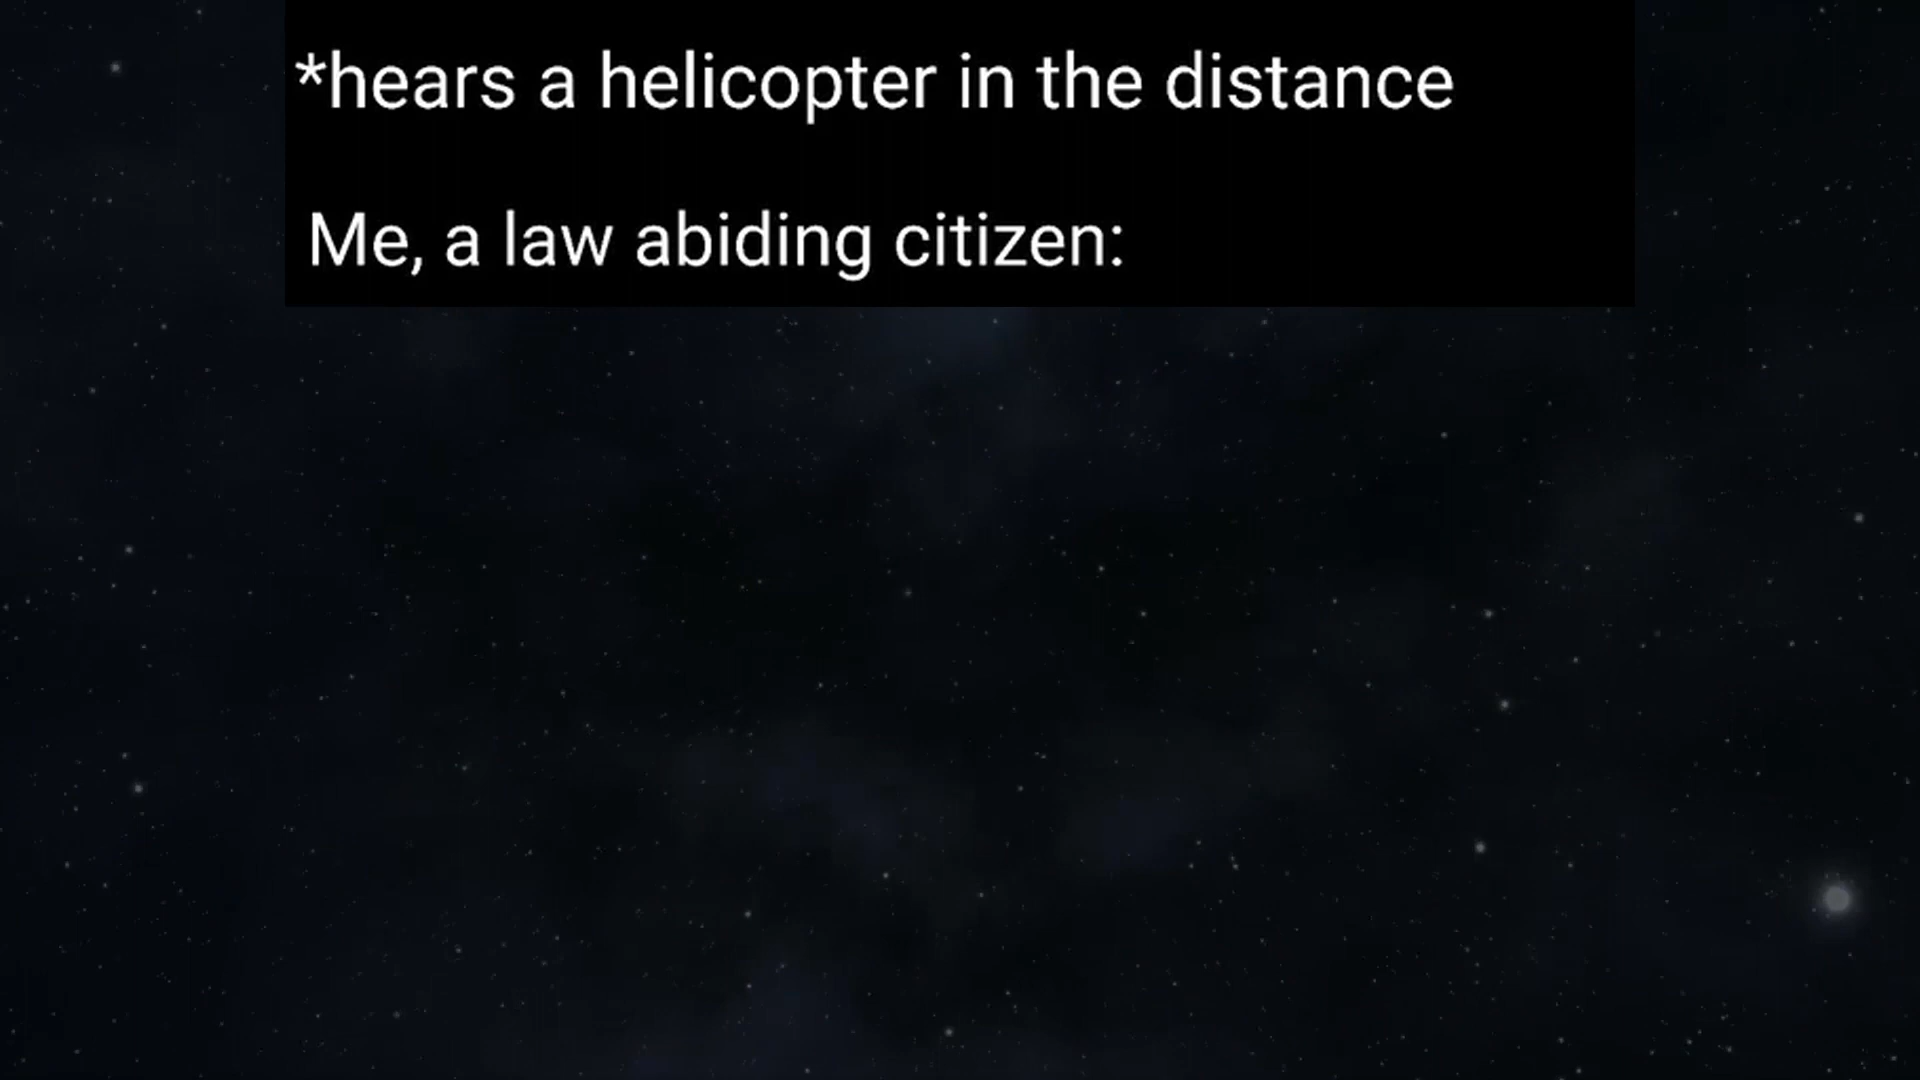 *hears a helicopter in the distance
Me, a law abiding citizen: